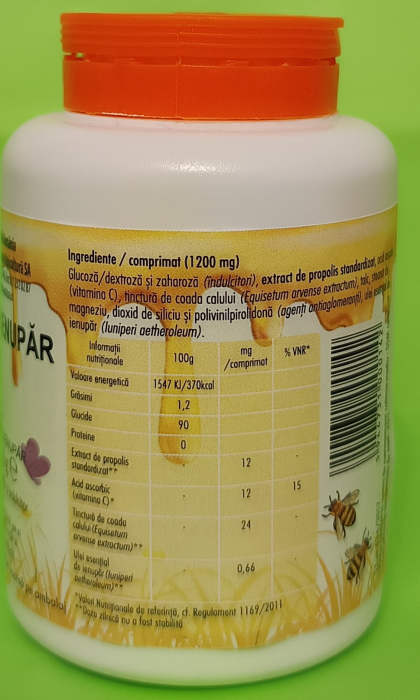 Ingrediente / comprimat (1200 mg)
Glucoză/dextroză și zaharoză (îndulcitori), extract de propolis standardizat, acid
(vitamina C), tinctură de coada calului (Equisetum arvense extractum), talc,
magneziu, dioxid de siliciu și polivinilpirolidonă (agenți antiaglomeranți), ulei
ienupăr (Iuniperi aetheroleum).
NUPĂR
Informații nutriționale 100g mg /comprimat % VNR*
Valoare energetică 1547 KJ/370kcal
Grăsimi 1,2
Glucide 90
Proteine 0
Extract de propolis standardizat** - 12 -
Acid ascorbic (vitamina C)* - 12 15
Tinctură de coada calului (Equisetum arvense extractum)** - 24 -
Ulei esențial de ienupăr (Iuniperi aetheroleum)** - 0,66 -
*Valori Nutriționale de referință, cf. Regulament 1169/2011
**Doza zilnică nu a fost stabilită